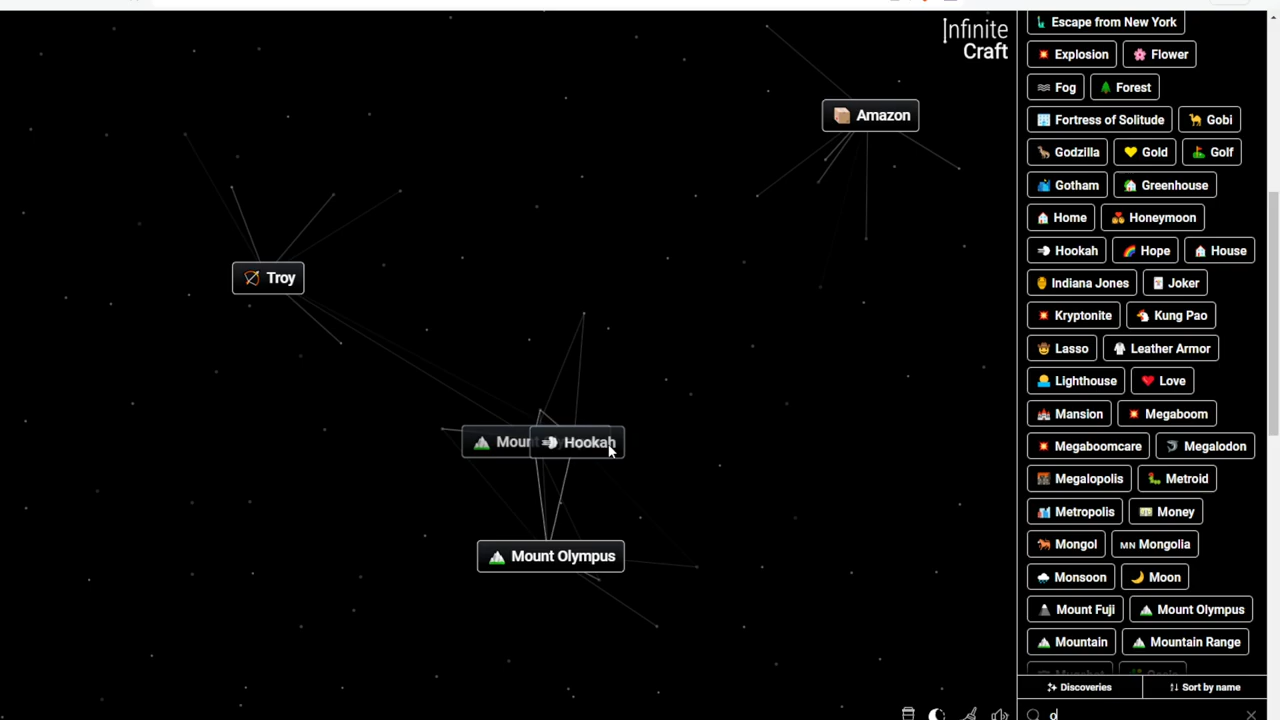 Infinite
Craft
Amazon
Troy
Mount
Hookah
Mount Olympus
Escape from New York
Explosion
Flower
Fog
Forest
Fortress of Solitude
Gobi
Godzilla
Gold
Golf
Gotham
Greenhouse
Home
Honeymoon
Hookah
Hope
House
Indiana Jones
Joker
Kryptonite
Kung Pao
Lasso
Leather Armor
Lighthouse
Love
Mansion
Megaboom
Megaboomcare
Megalodon
Megalopolis
Metroid
Metropolis
Money
Mongol
MN Mongolia
Monsoon
Moon
Mount Fuji
Mount Olympus
Mountain
Mountain Range
Discoveries
Sort by name
o